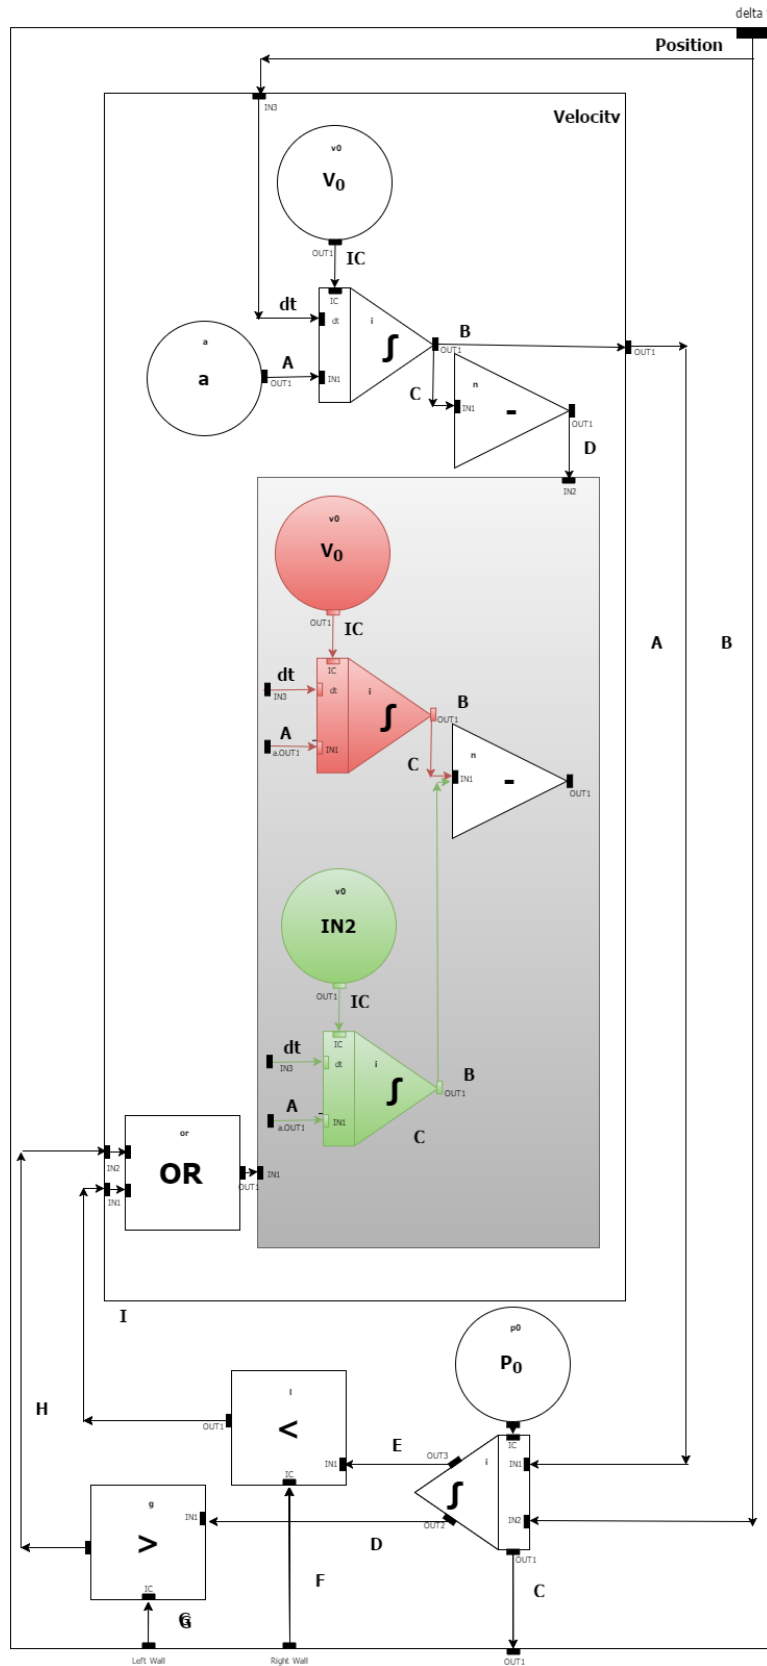 delta
Position
IN3
Velocitv
v0
V0
OUT1
IC
IC
dt
dt
i
∫
B
OUT1
OUT1
a
a
A
OUT1
IN1
C
n
IN1
-
OUT1
D
IN2
v0
V0
OUT1
IC
IC
dt
IN3
dt
i
∫
B
OUT1
A
a.OUT1
-
IN1
C
n
IN1
-
OUT1
A
B
v0
IN2
OUT1
IC
IC
dt
IN3
dt
i
∫
B
OUT1
A
a.OUT1
-
IN1
C
or
OR
IN2
IN1
OUT1
IN1
I
p0
P0
H
l
<
OUT1
IN1
IC
E
OUT3
i
IC
IN1
∫
IN2
OUT2
OUT1
g
>
IN1
IC
D
F
C
G
G
Left Wall
Right Wall
OUT1